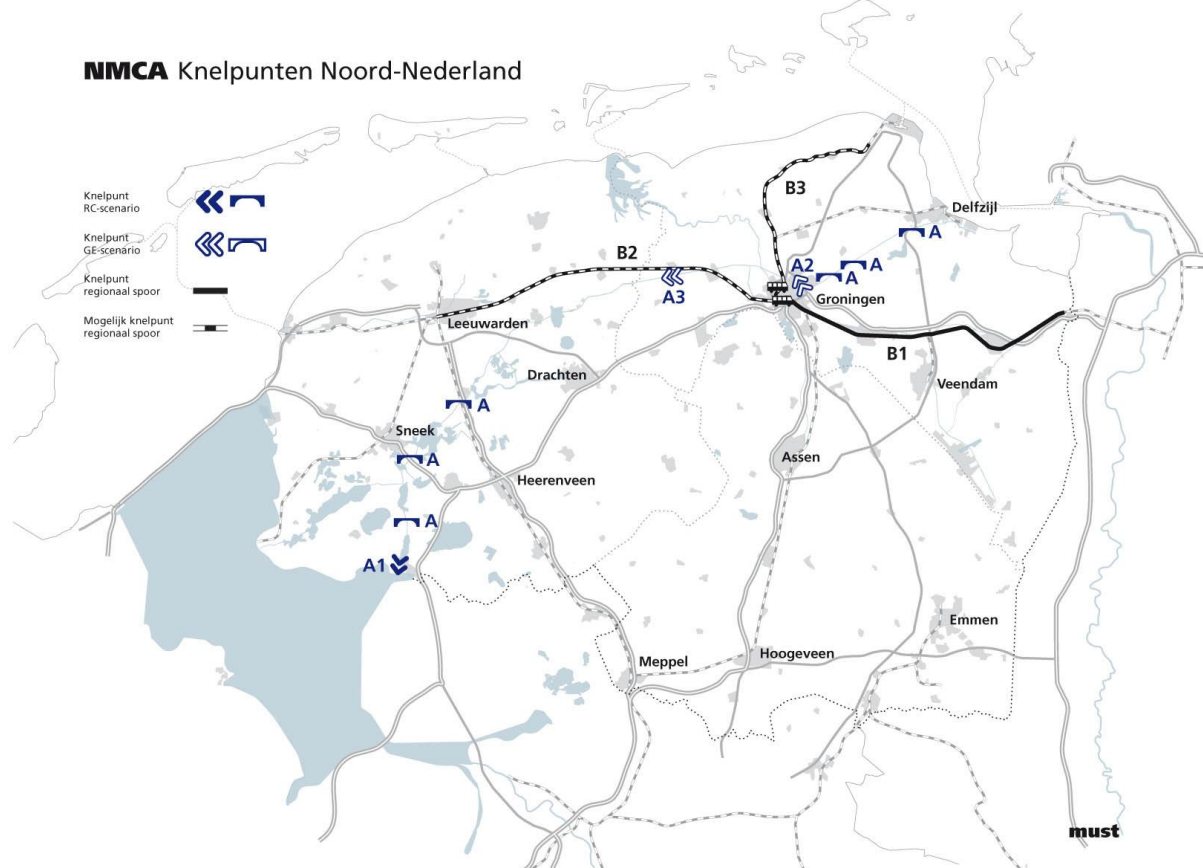 NMCA Knelpunten Noord-Nederland
Knelpunt
RC-scenario
Knelpunt
GE-scenario
Knelpunt
regionaal spoor
Mogelijk knelpunt
regionaal spoor
B3
Delfzijl
A
B2
A2
A
A
A3
Groningen
Leeuwarden
B1
Drachten
Veendam
A
Sneek
A
Assen
Heerenveen
A
A1
Emmen
Meppel
Hoogeveen
must